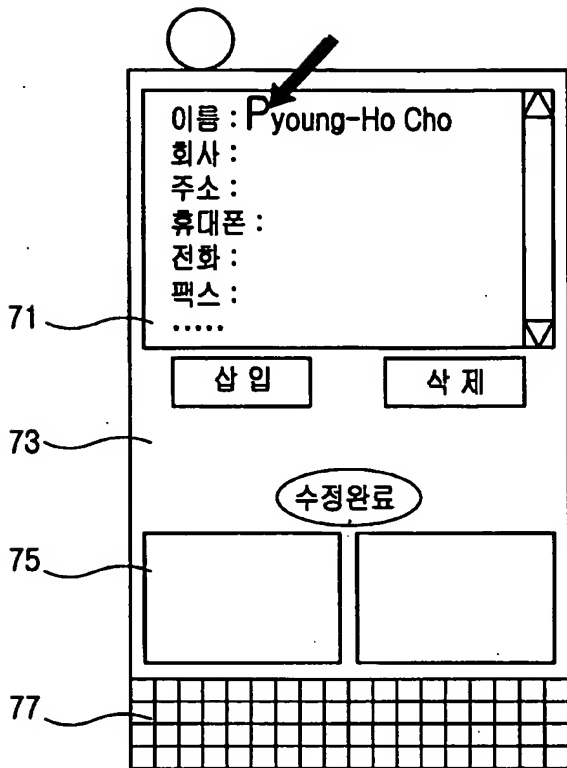 이름 : Pyoung-Ho Cho
회사 :
주소 :
휴대폰 :
전화 :
팩스 :
.....
71
삽 입
삭 제
73
수정완료
75
77